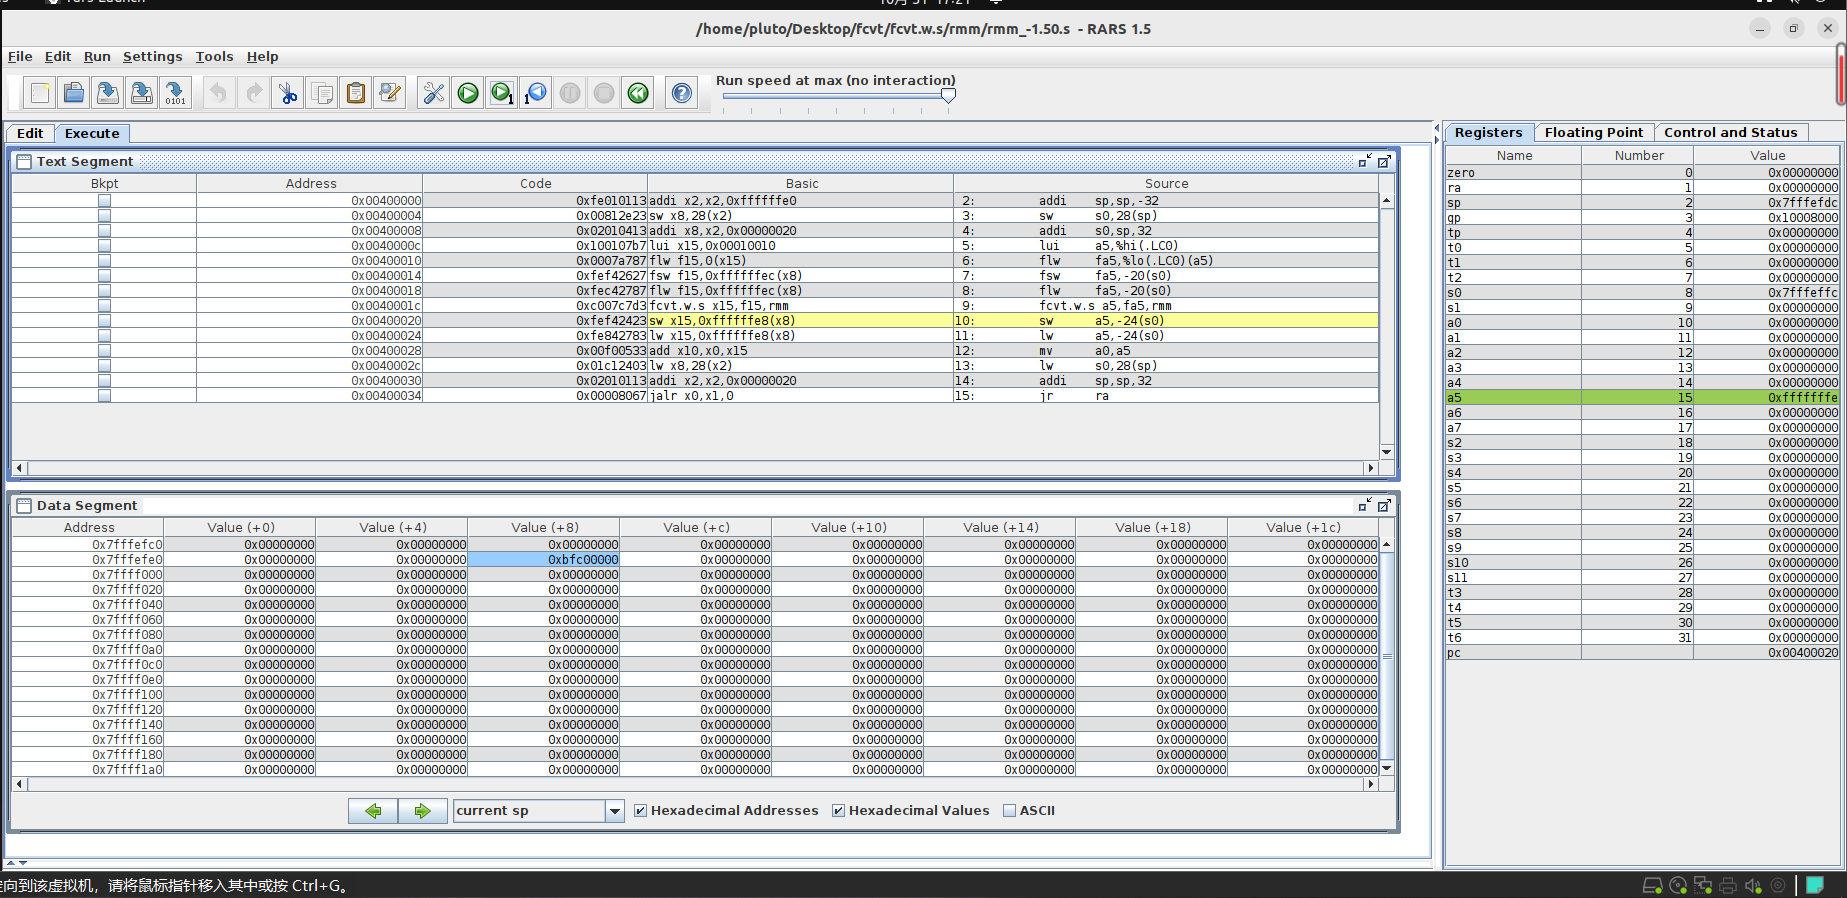 /home/pluto/Desktop/fcvt/fcvt.w.s/rmm/rmm_-1.50.s - RARS 1.5
File Edit Run Settings Tools Help
Run speed at max (no interaction)
Edit Execute
Registers Floating Point Control and Status
Text Segment
Bkpt Address Code Basic Source
0x00400000 0xfe010113 addi x2,x2,0xffffffe0 2: addi sp,sp,-32
0x00400004 0x00812e23 sw x8,28(x2) 3: sw s0,28(sp)
0x00400008 0x02010413 addi x8,x2,0x00000020 4: addi s0,sp,32
0x0040000c 0x100107b7 lui x15,0x00010010 5: lui a5,%hi(.LC0)
0x00400010 0x0007a787 flw f15,0(x15) 6: flw fa5,%lo(.LC0)(a5)
0x00400014 0xfef42627 fsw f15,0xffffffec(x8) 7: fsw fa5,-20(s0)
0x00400018 0xfec42787 flw f15,0xffffffec(x8) 8: flw fa5,-20(s0)
0x0040001c 0xc007c7d3 fcvt.w.s x15,f15,rmm 9: fcvt.w.s a5,fa5,rmm
0x00400020 0xfef42423 sw x15,0xffffffe8(x8) 10: sw a5,-24(s0)
0x00400024 0xfe842783 lw x15,0xffffffe8(x8) 11: lw a5,-24(s0)
0x00400028 0x00f00533 add x10,x0,x15 12: mv a0,a5
0x0040002c 0x01c12403 lw x8,28(x2) 13: lw s0,28(sp)
0x00400030 0x02010113 addi x2,x2,0x00000020 14: addi sp,sp,32
0x00400034 0x00008067 jalr x0,x1,0 15: jr ra
Data Segment
Address Value (+0) Value (+4) Value (+8) Value (+c) Value (+10) Value (+14) Value (+18) Value (+1c)
0x7fffefc0 0x00000000 0x00000000 0x00000000 0x00000000 0x00000000 0x00000000 0x00000000 0x00000000
0x7fffefe0 0x00000000 0x00000000 0xbfc00000 0x00000000 0x00000000 0x00000000 0x00000000 0x00000000
0x7ffff000 0x00000000 0x00000000 0x00000000 0x00000000 0x00000000 0x00000000 0x00000000 0x00000000
0x7ffff020 0x00000000 0x00000000 0x00000000 0x00000000 0x00000000 0x00000000 0x00000000 0x00000000
0x7ffff040 0x00000000 0x00000000 0x00000000 0x00000000 0x00000000 0x00000000 0x00000000 0x00000000
0x7ffff060 0x00000000 0x00000000 0x00000000 0x00000000 0x00000000 0x00000000 0x00000000 0x00000000
0x7ffff080 0x00000000 0x00000000 0x00000000 0x00000000 0x00000000 0x00000000 0x00000000 0x00000000
0x7ffff0a0 0x00000000 0x00000000 0x00000000 0x00000000 0x00000000 0x00000000 0x00000000 0x00000000
0x7ffff0c0 0x00000000 0x00000000 0x00000000 0x00000000 0x00000000 0x00000000 0x00000000 0x00000000
0x7ffff0e0 0x00000000 0x00000000 0x00000000 0x00000000 0x00000000 0x00000000 0x00000000 0x00000000
0x7ffff100 0x00000000 0x00000000 0x00000000 0x00000000 0x00000000 0x00000000 0x00000000 0x00000000
0x7ffff120 0x00000000 0x00000000 0x00000000 0x00000000 0x00000000 0x00000000 0x00000000 0x00000000
0x7ffff140 0x00000000 0x00000000 0x00000000 0x00000000 0x00000000 0x00000000 0x00000000 0x00000000
0x7ffff160 0x00000000 0x00000000 0x00000000 0x00000000 0x00000000 0x00000000 0x00000000 0x00000000
0x7ffff180 0x00000000 0x00000000 0x00000000 0x00000000 0x00000000 0x00000000 0x00000000 0x00000000
0x7ffff1a0 0x00000000 0x00000000 0x00000000 0x00000000 0x00000000 0x00000000 0x00000000 0x00000000
current sp Hexadecimal Addresses Hexadecimal Values ASCII
Name Number Value
zero 0 0x00000000
ra 1 0x00000000
sp 2 0x7fffefdc
gp 3 0x10008000
tp 4 0x00000000
t0 5 0x00000000
t1 6 0x00000000
t2 7 0x00000000
s0 8 0x7fffeffc
s1 9 0x00000000
a0 10 0x00000000
a1 11 0x00000000
a2 12 0x00000000
a3 13 0x00000000
a4 14 0x00000000
a5 15 0xfffffffe
a6 16 0x00000000
a7 17 0x00000000
s2 18 0x00000000
s3 19 0x00000000
s4 20 0x00000000
s5 21 0x00000000
s6 22 0x00000000
s7 23 0x00000000
s8 24 0x00000000
s9 25 0x00000000
s10 26 0x00000000
s11 27 0x00000000
t3 28 0x00000000
t4 29 0x00000000
t5 30 0x00000000
t6 31 0x00000000
pc 0x00400020
向到该虚拟机，请将鼠标指针移入其中或按 Ctrl+G。